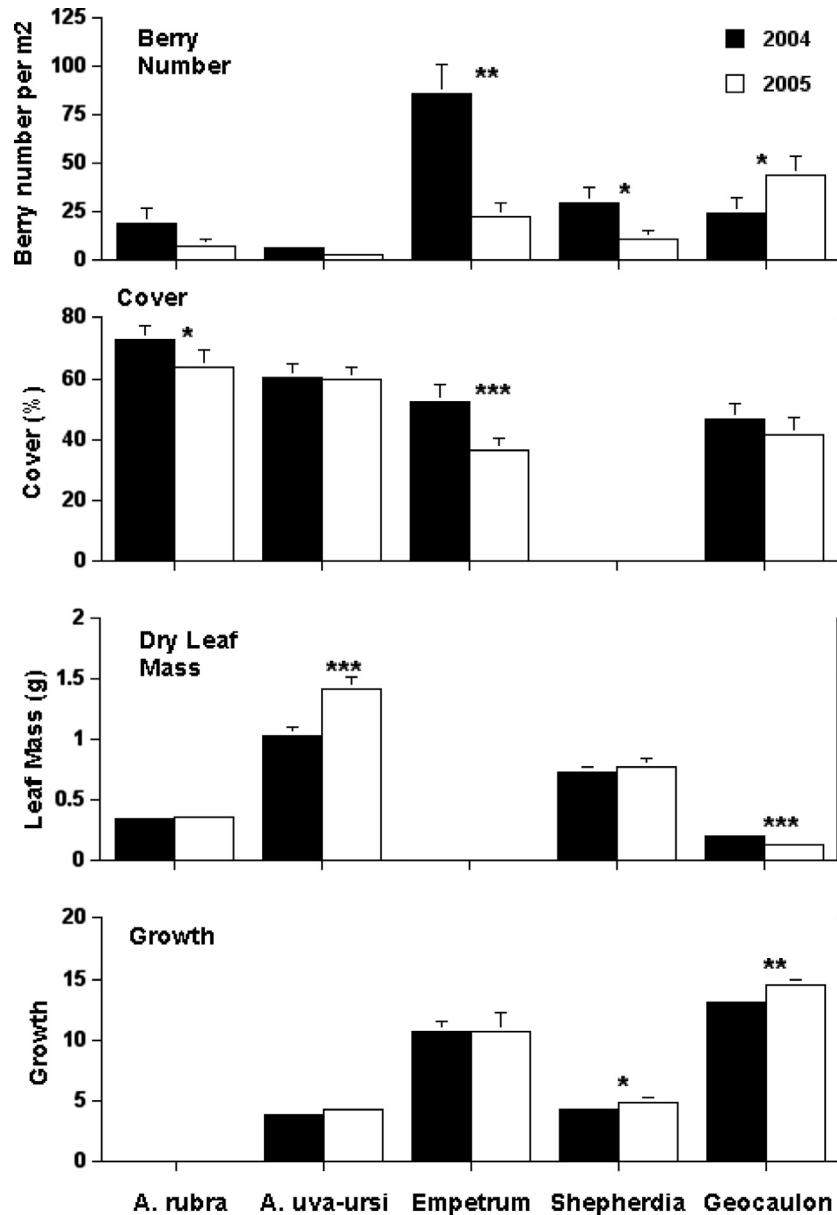 125
100
75
50
25
0
Berry number per m2
Berry
Number
**
*
*
2004
2005
Cover
80
60
40
20
0
Cover (%)
*
***
2
1.5
1
0.5
0
Leaf Mass (g)
Dry Leaf
Mass
***
***
20
15
10
5
0
Growth
Growth
*
**
A. rubra A. uva-ursi Empetrum Shepherdia Geocaulon